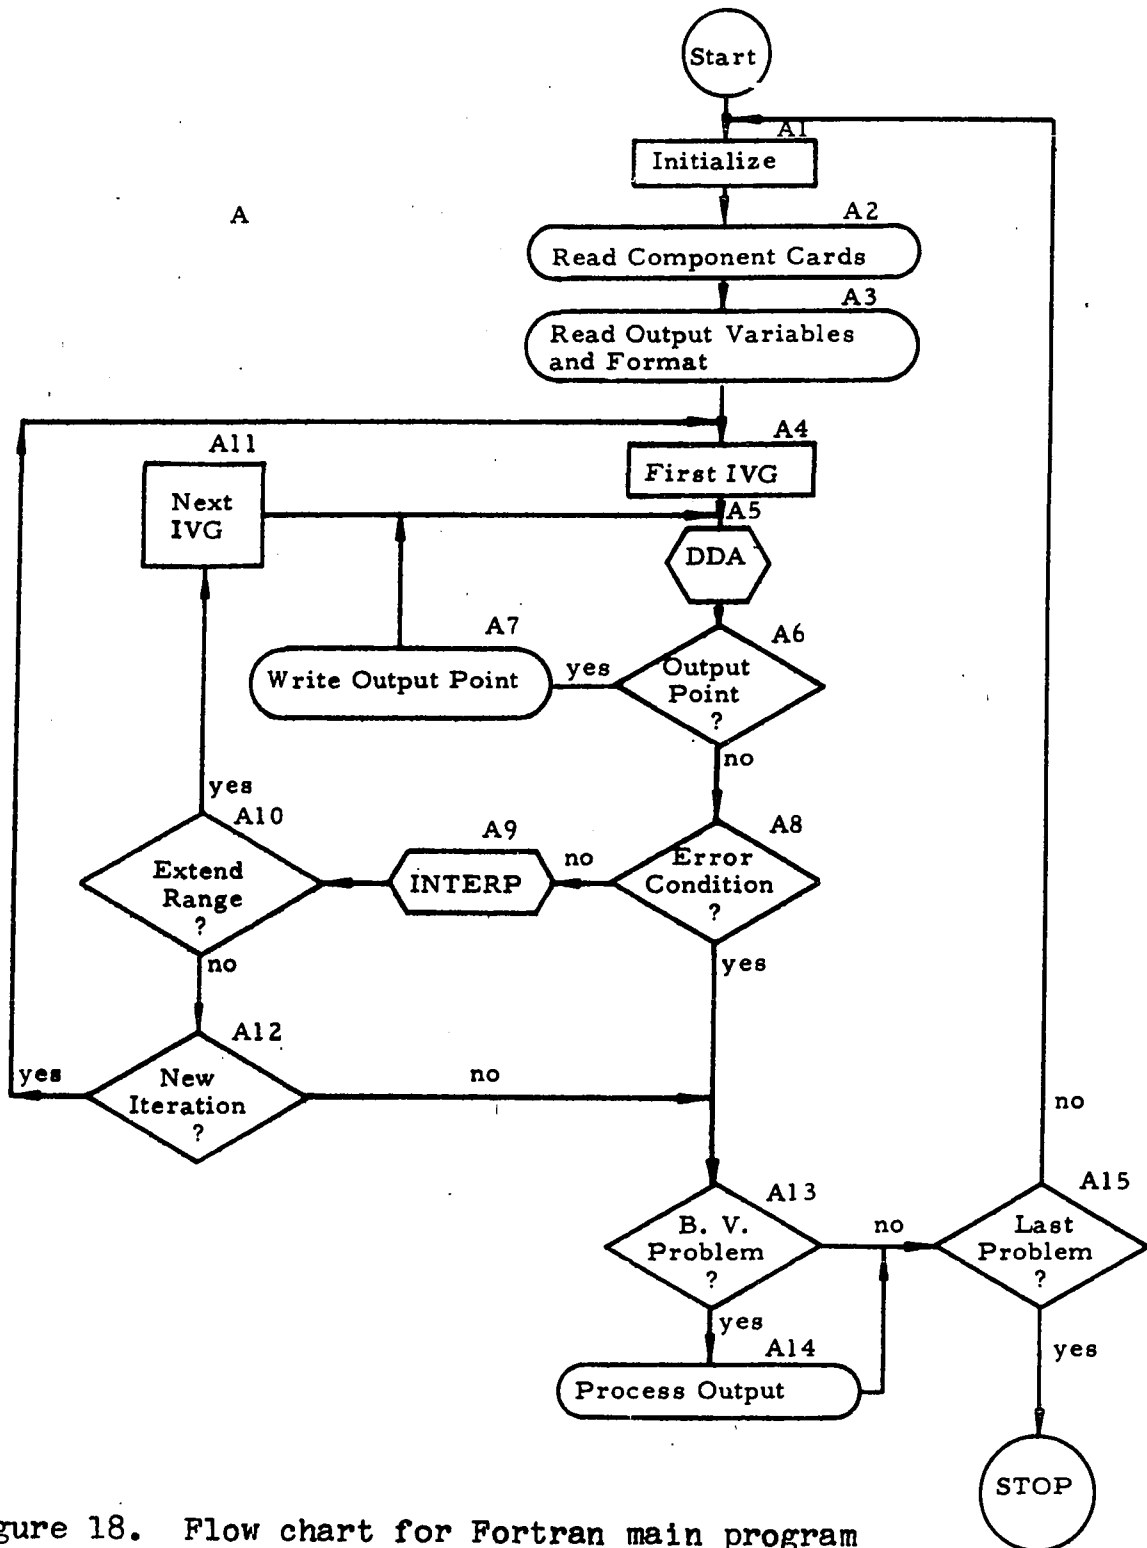 Start
A1
Initialize
A
A2
Read Component Cards
A3
Read Output Variables
and Format
A11
A4
Next
IVG
First IVG
A5
DDA
A7
A6
Write Output Point
yes
Output
Point
?
no
yes
A10
A9
A8
Extend
Range
?
INTERP
no
Error
Condition
?
no
yes
A12
yes
New
Iteration
?
no
no
A13
A15
B. V.
Problem
?
no
Last
Problem
?
yes
A14
yes
Process Output
STOP
gure 18. Flow chart for Fortran main program